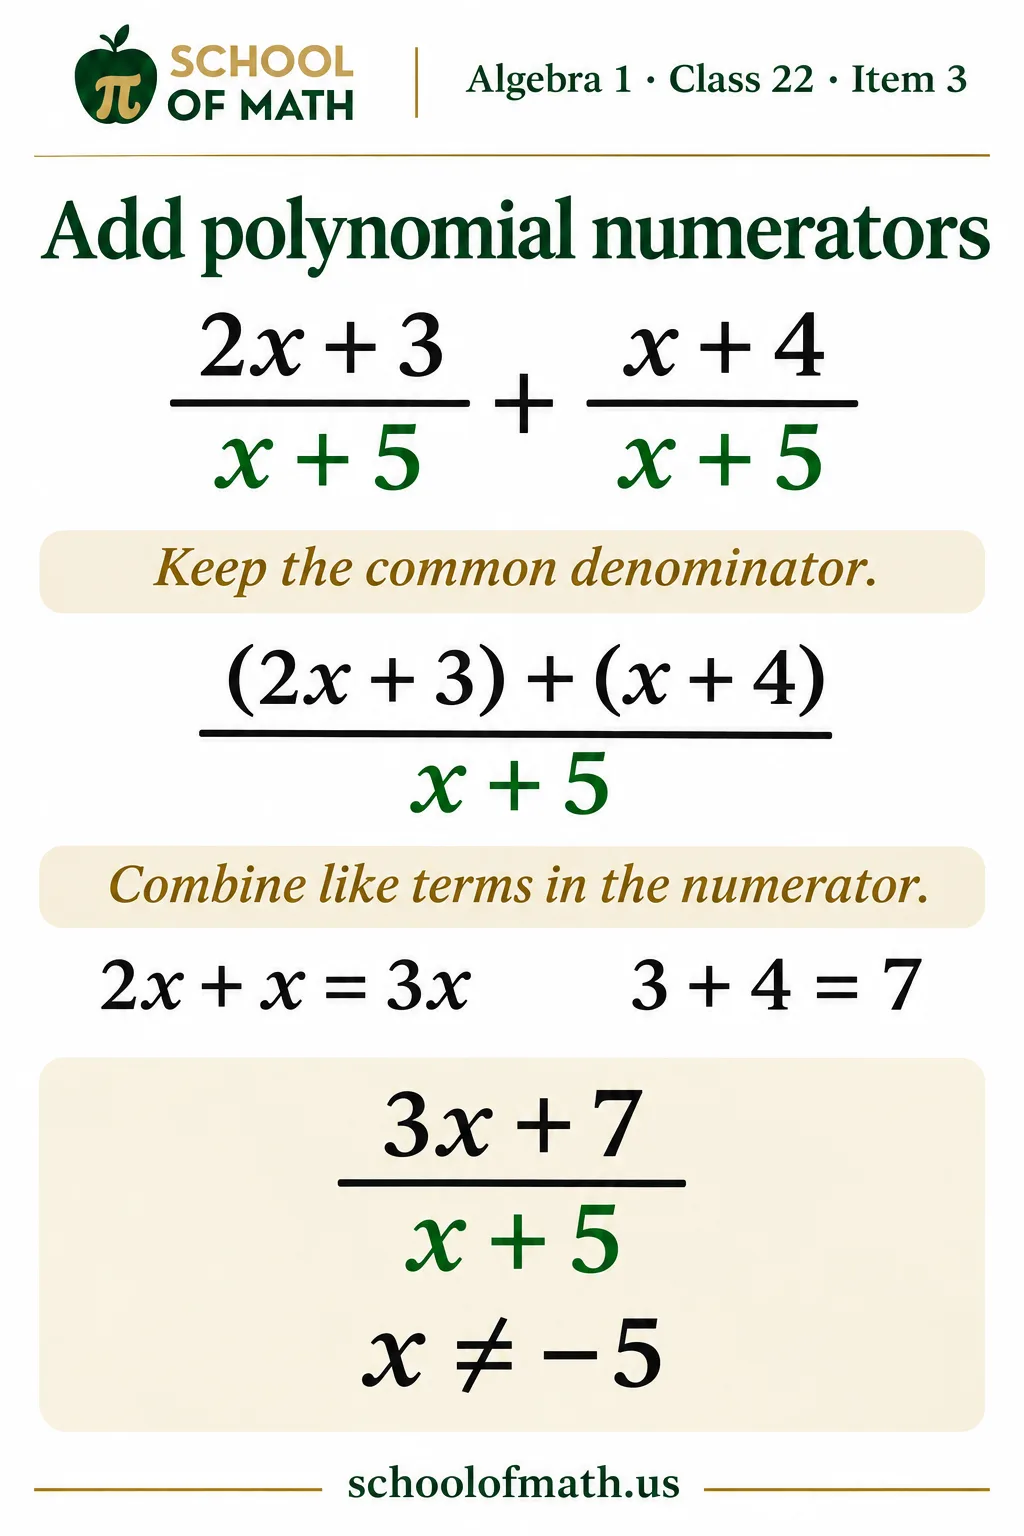 π
SCHOOL
OF MATH
Algebra 1 · Class 22 · Item 3
Add polynomial numerators
2x + 3
x + 5
+
x + 4
x + 5
Keep the common denominator.
(2x + 3) + (x + 4)
x + 5
Combine like terms in the numerator.
2x + x = 3x
3 + 4 = 7
3x + 7
x + 5
x ≠ −5
schoolofmath.us